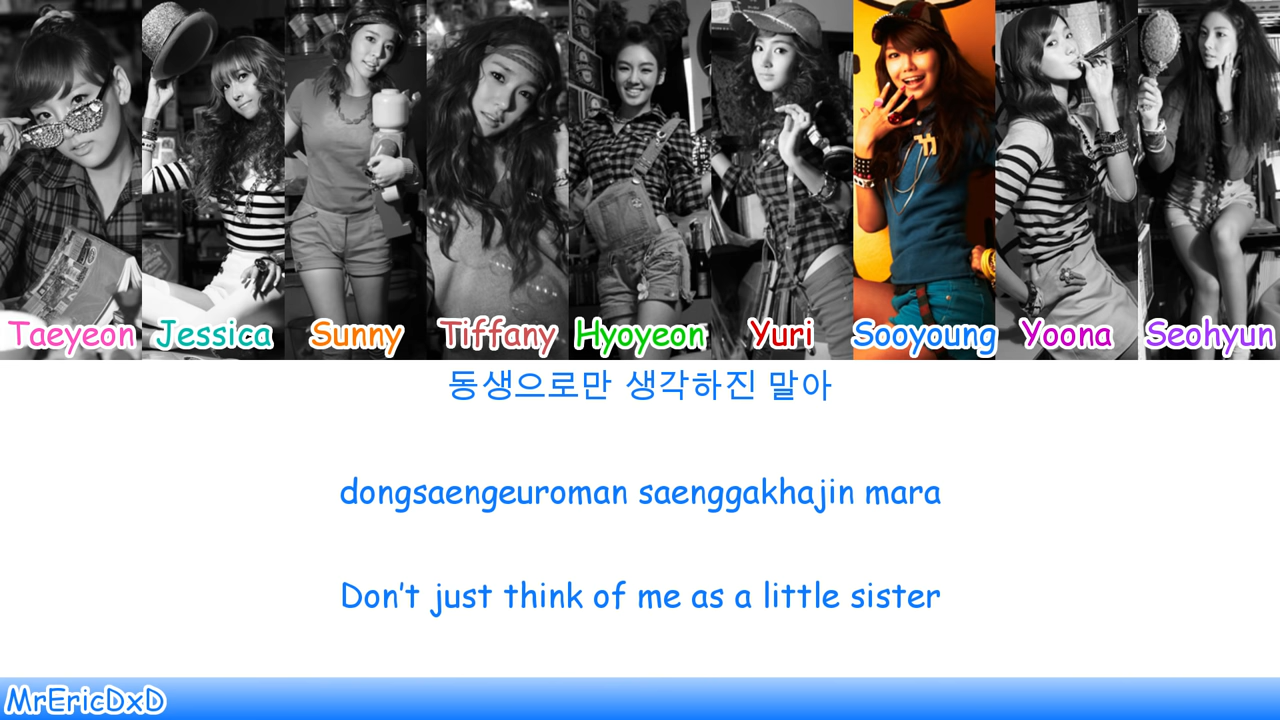 Taeyeon Jessica Sunny Tiffany Hyoyeon Yuri Sooyoung Yoona Seohyun
동생으로만 생각하진 말아
dongsaengeuroman saenggakhajin mara
Don't just think of me as a little sister
MrEricDxD